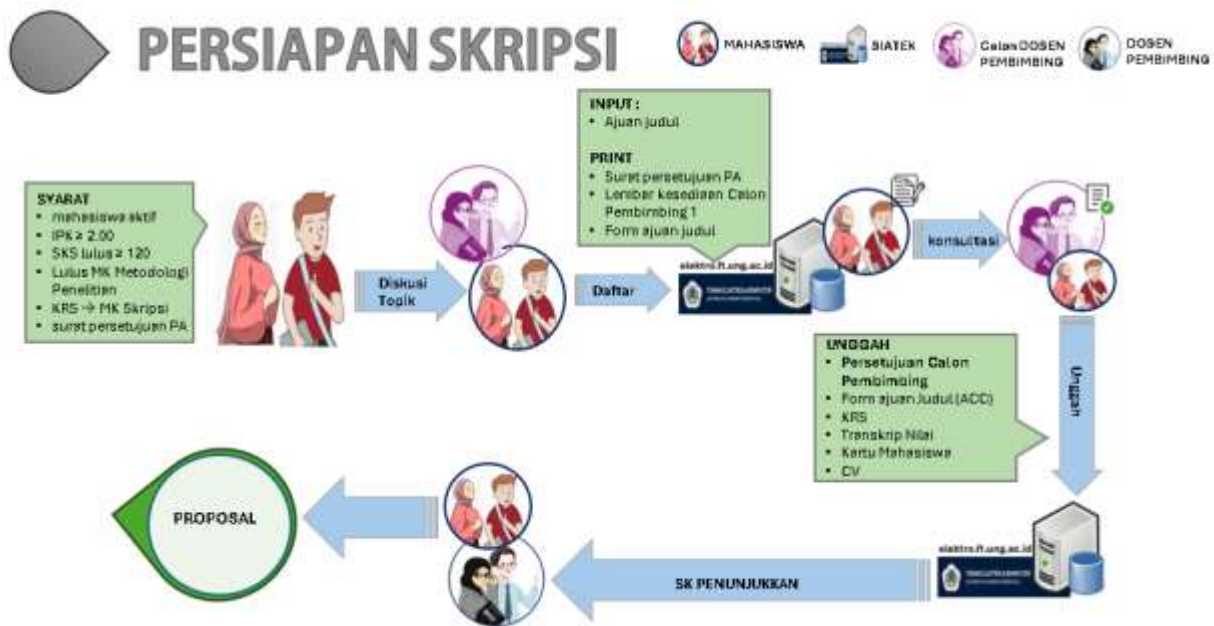 PERSIAPAN SKRIPSI
MAHASISWA
SIATEK
Calon DOSEN
PEMBIMBING
DOSEN
PEMBIMBING
INPUT :
• Ajuan judul
PRINT
• Surat persetujuan PA
• Lembar kesediaan Calon
Pembimbing 1
• Form ajuan judul
SYARAT
• mahasiswa aktif
• IPK ≥ 2.00
• SKS lulus ≥ 120
• Lulus MK Metodologi
Penelitian
• KRS → MK Skripsi
• surat persetujuan PA
Diskusi
Topik
Daftar
elektro.ft.ung.ac.id
konsultasi
UNGGAH
• Persetujuan Calon
Pembimbing
• Form ajuan Judul (ACC)
• KRS
• Transkrip Nilai
• Kartu Mahasiswa
• CV
Unggah
PROPOSAL
SK PENUNJUKKAN
elektro.ft.ung.ac.id